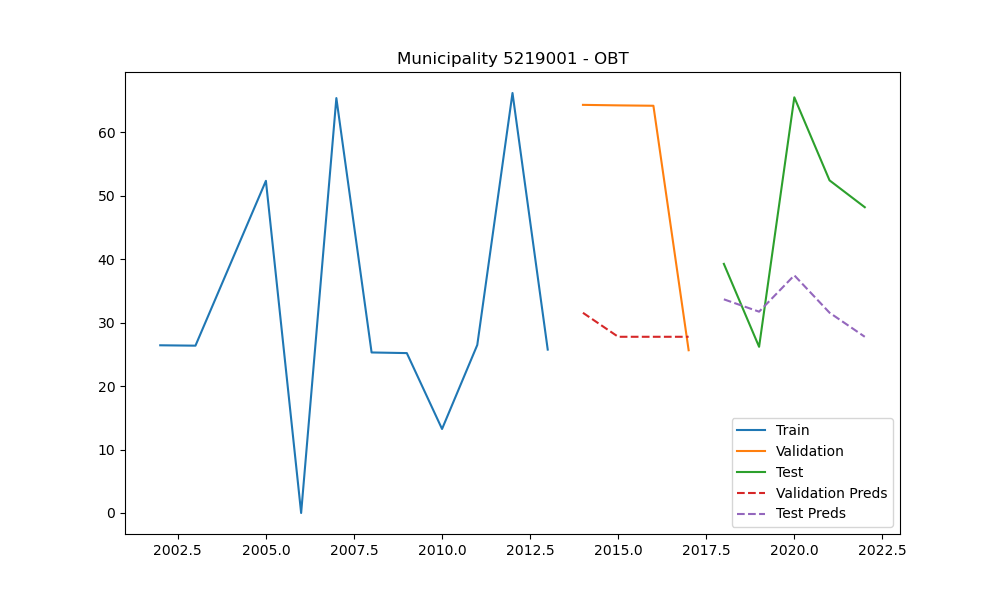 Municipality 5219001 - OBT
60
50
40
30
20
10
0
2002.5 2005.0 2007.5 2010.0 2012.5 2015.0 2017.5 2020.0 2022.5
Train
Validation
Test
Validation Preds
Test Preds